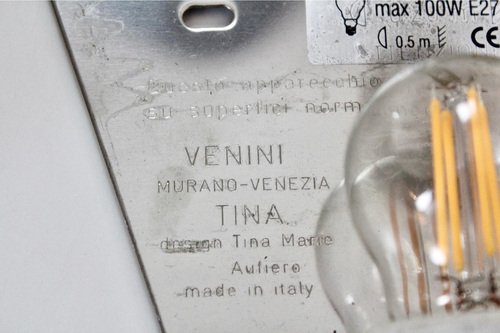 max 100W E27
0.5 m CE
Questo apparecchio
su superfici norm
VENINI
MURANO-VENEZIA
TINA
design Tina Marie
Aufiero
made in italy